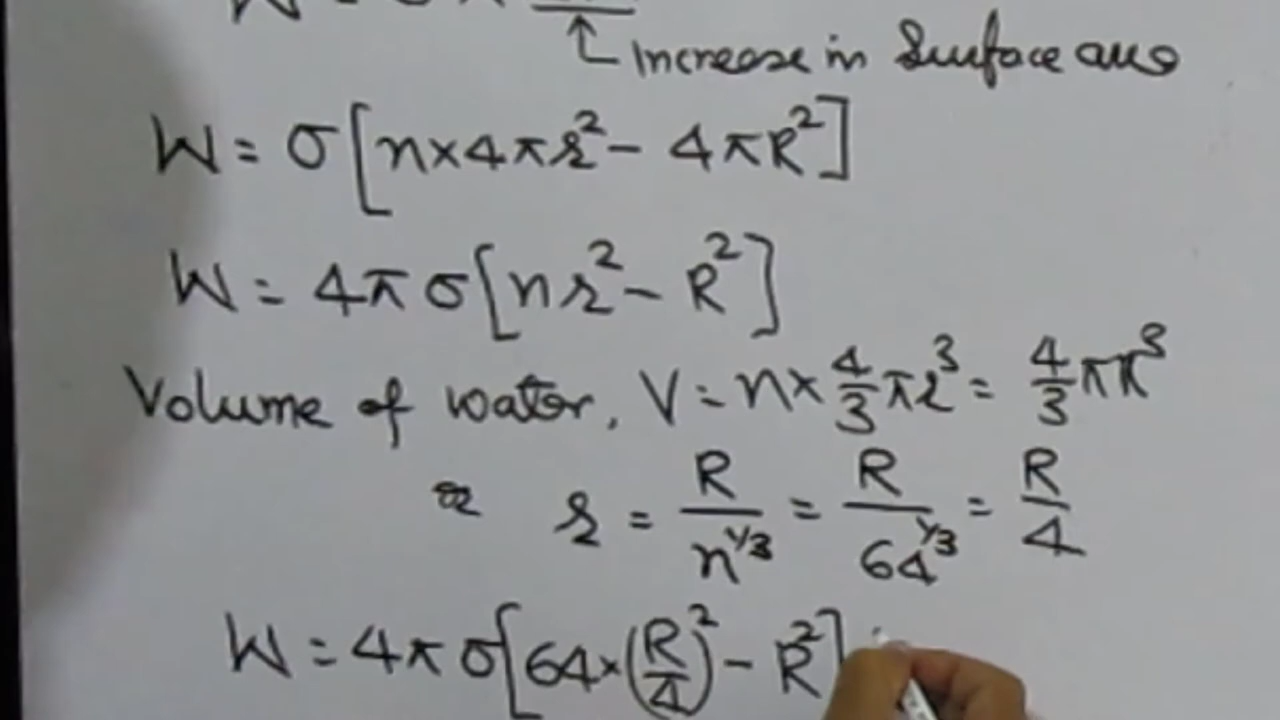 ↑ Increase in Surface area
W = σ[n×4πr² − 4πR²]
W = 4πσ[nr² − R²]
Volume of water, V = n× 4/3 πr³ = 4/3 πR³
or r = R/n^1/3 = R/64^1/3 = R/4
W = 4πσ[64×(R/4)² − R²]